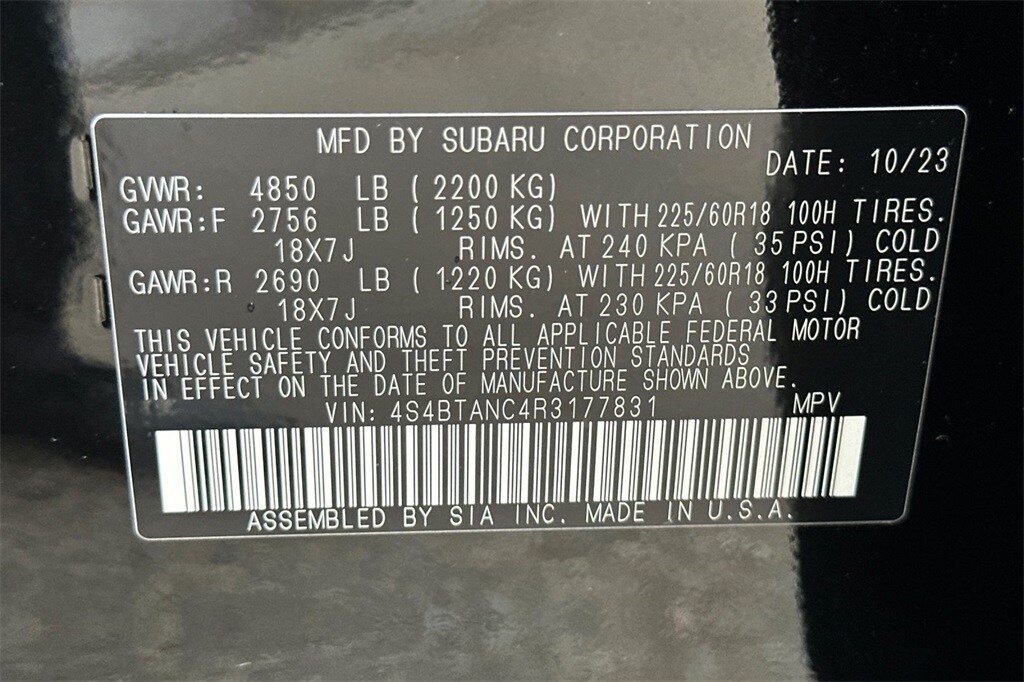 MFD BY SUBARU CORPORATION
DATE: 10/23
GVWR: 4850 LB ( 2200 KG)
GAWR:F 2756 LB ( 1250 KG) WITH 225/60R18 100H TIRES.
18X7J RIMS. AT 240 KPA ( 35 PSI) COLD
GAWR:R 2690 LB ( 1220 KG) WITH 225/60R18 100H TIRES.
18X7J RIMS. AT 230 KPA ( 33 PSI) COLD
THIS VEHICLE CONFORMS TO ALL APPLICABLE FEDERAL MOTOR
VEHICLE SAFETY AND THEFT PREVENTION STANDARDS
IN EFFECT ON THE DATE OF MANUFACTURE SHOWN ABOVE.
VIN: 4S4BTANC4R3177831 MPV
ASSEMBLED BY SIA INC. MADE IN U.S.A.